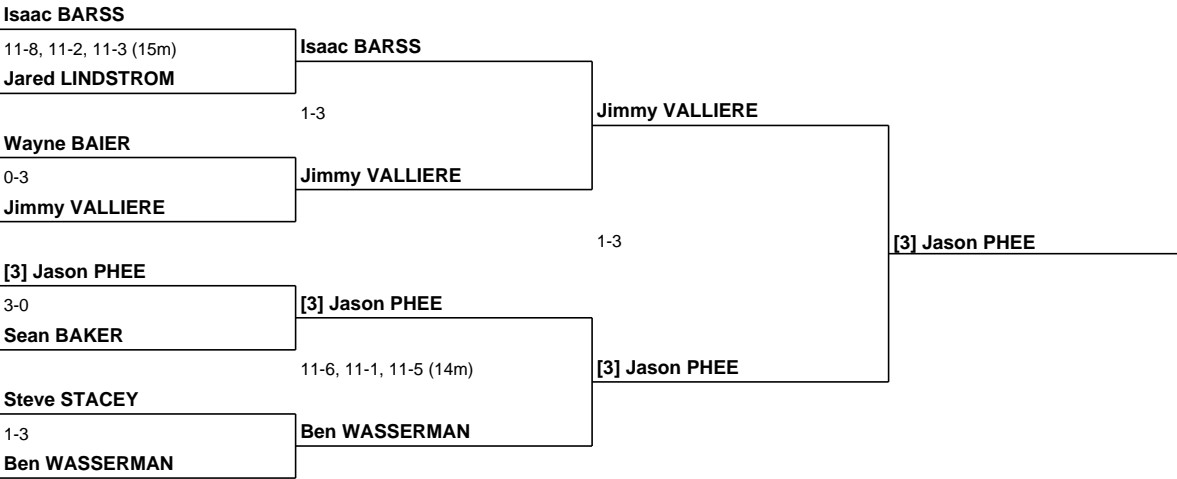 Isaac BARSS
11-8, 11-2, 11-3 (15m)
Jared LINDSTROM
Wayne BAIER
0-3
Jimmy VALLIERE
[3] Jason PHEE
3-0
Sean BAKER
Steve STACEY
1-3
Ben WASSERMAN
Isaac BARSS
1-3
Jimmy VALLIERE
[3] Jason PHEE
11-6, 11-1, 11-5 (14m)
Ben WASSERMAN
Jimmy VALLIERE
1-3
[3] Jason PHEE
[3] Jason PHEE